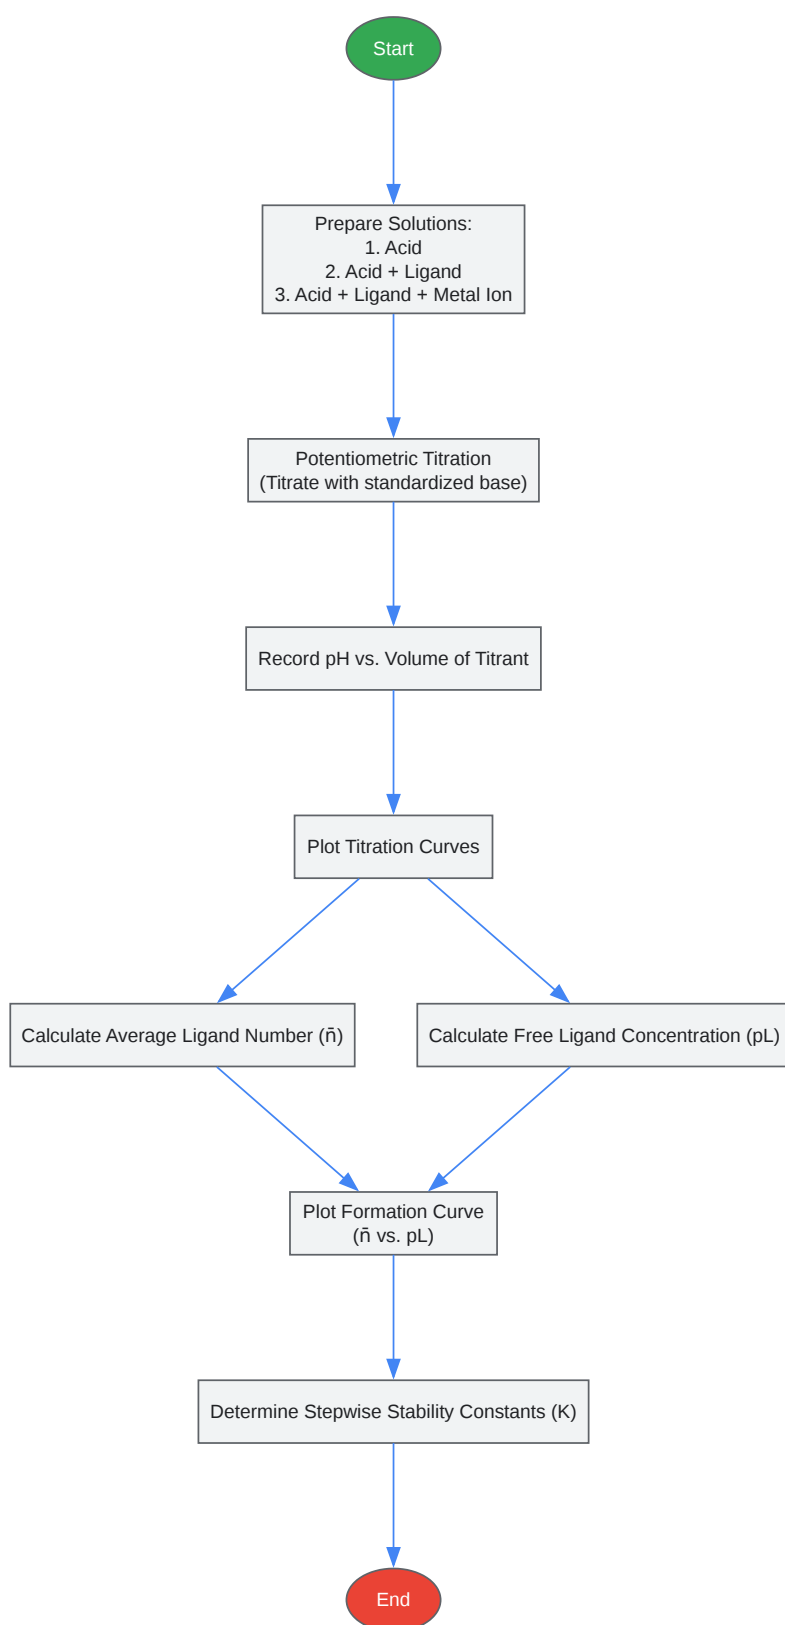 Start
Prepare Solutions:
1. Acid
2. Acid + Ligand
3. Acid + Ligand + Metal Ion
Potentiometric Titration
(Titrate with standardized base)
Record pH vs. Volume of Titrant
Plot Titration Curves
Calculate Average Ligand Number (n̄)
Calculate Free Ligand Concentration (pL)
Plot Formation Curve
(n̄ vs. pL)
Determine Stepwise Stability Constants (K)
End